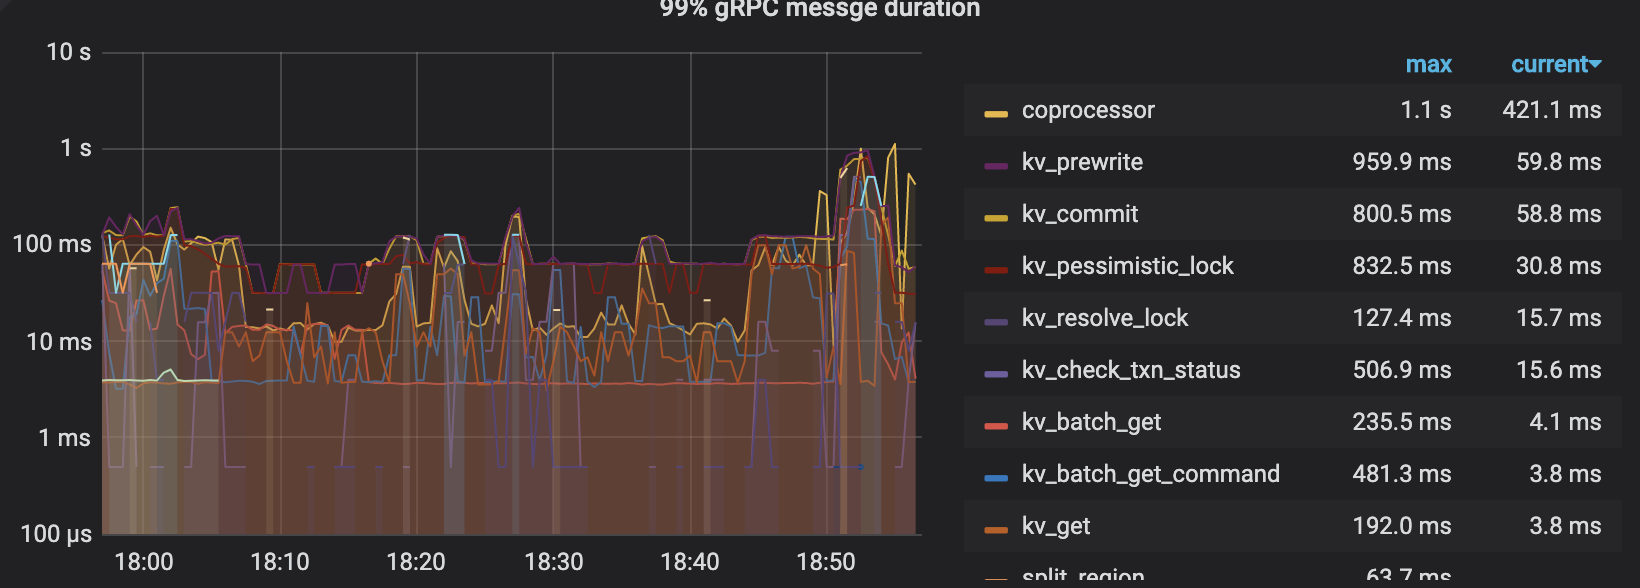 99% gRPC messge duration
10 s
1 s
100 ms
10 ms
1 ms
100 µs
18:00 18:10 18:20 18:30 18:40 18:50
max current
coprocessor 1.1 s 421.1 ms
kv_prewrite 959.9 ms 59.8 ms
kv_commit 800.5 ms 58.8 ms
kv_pessimistic_lock 832.5 ms 30.8 ms
kv_resolve_lock 127.4 ms 15.7 ms
kv_check_txn_status 506.9 ms 15.6 ms
kv_batch_get 235.5 ms 4.1 ms
kv_batch_get_command 481.3 ms 3.8 ms
kv_get 192.0 ms 3.8 ms
split_region 63.7 ms